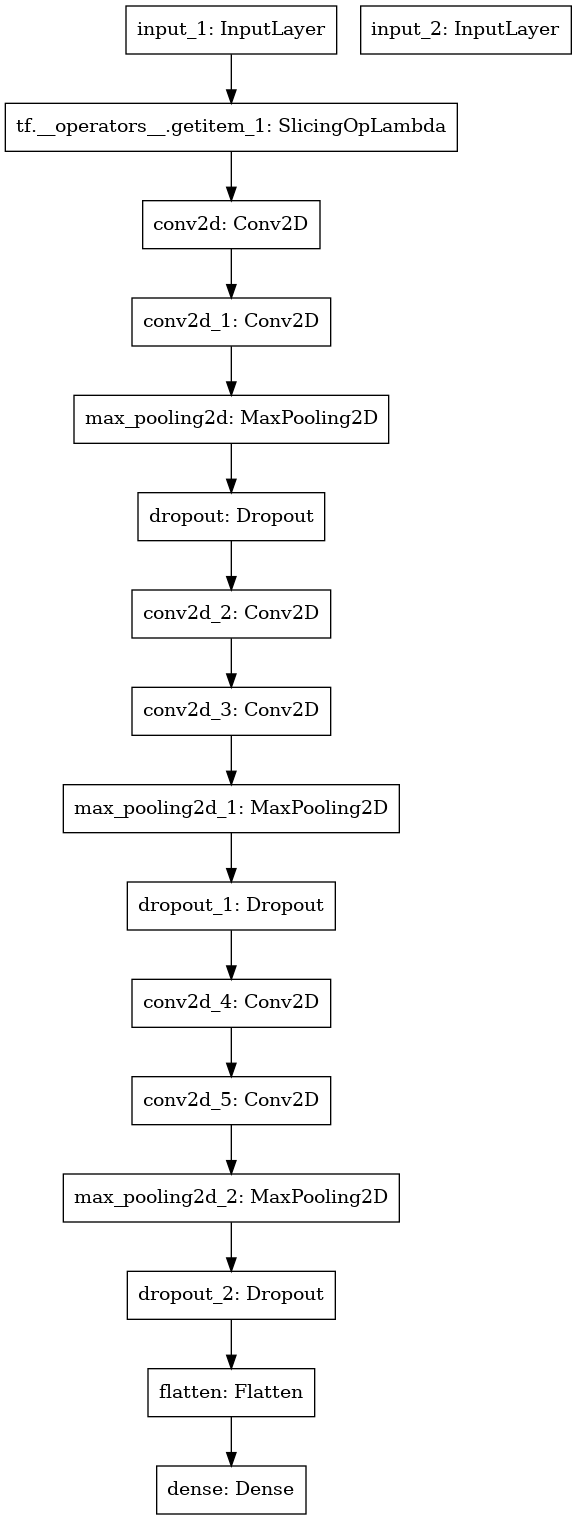 input_1: InputLayer
input_2: InputLayer
tf.__operators__.getitem_1: SlicingOpLambda
conv2d: Conv2D
conv2d_1: Conv2D
max_pooling2d: MaxPooling2D
dropout: Dropout
conv2d_2: Conv2D
conv2d_3: Conv2D
max_pooling2d_1: MaxPooling2D
dropout_1: Dropout
conv2d_4: Conv2D
conv2d_5: Conv2D
max_pooling2d_2: MaxPooling2D
dropout_2: Dropout
flatten: Flatten
dense: Dense